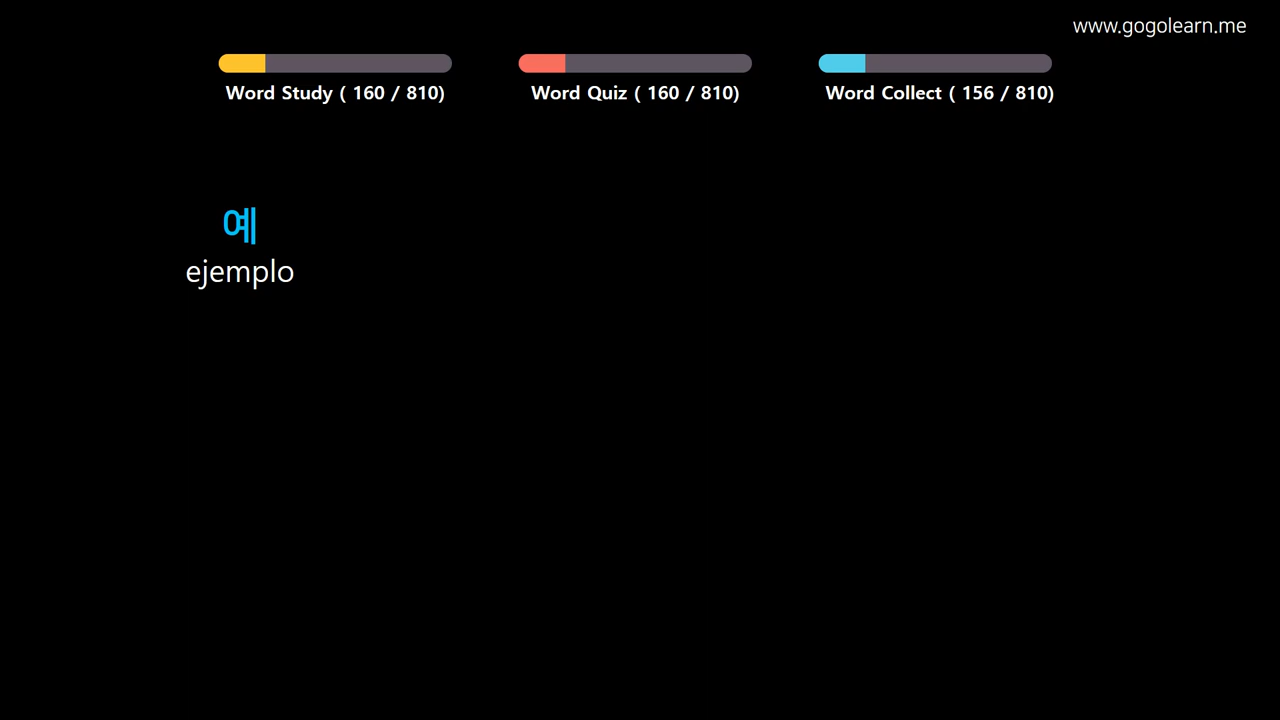 www.gogolearn.me
Word Study ( 160 / 810)
Word Quiz ( 160 / 810)
Word Collect ( 156 / 810)
예
ejemplo